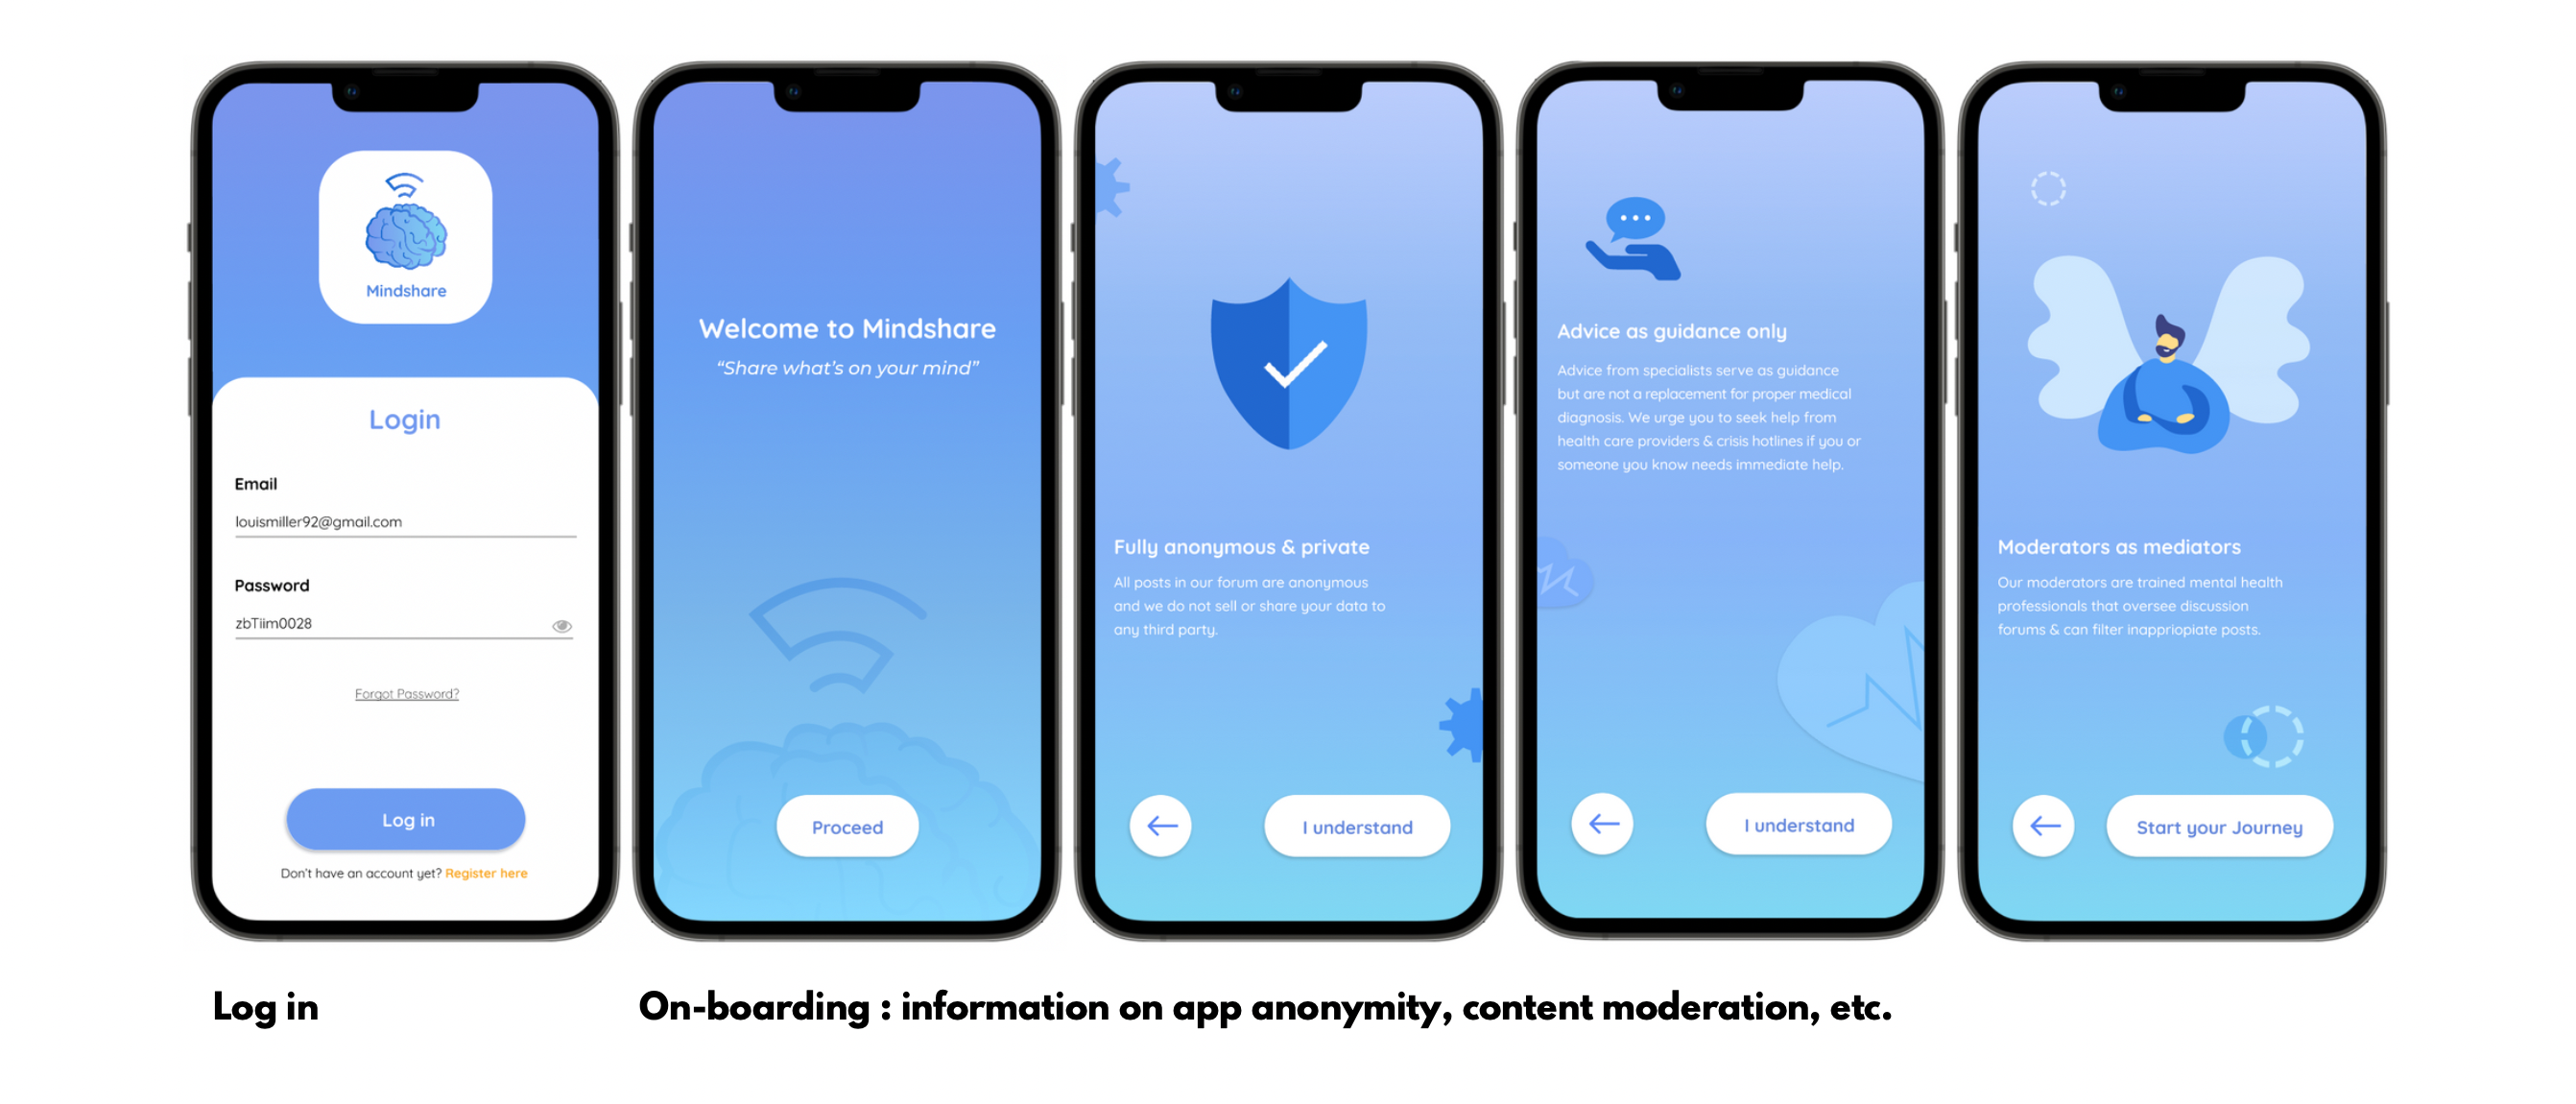 Mindshare
Login
Email
louismiller92@gmail.com
Password
zbTiim0028
Forgot Password?
Log in
Don't have an account yet? Register here
Welcome to Mindshare
“Share what's on your mind”
Proceed
Fully anonymous & private
All posts in our forum are anonymous
and we do not sell or share your data to
any third party.
I understand
Advice as guidance only
Advice from specialists serve as guidance
but are not a replacement for proper medical
diagnosis. We urge you to seek help from
health care providers & crisis hotlines if you or
someone you know needs immediate help.
I understand
Moderators as mediators
Our moderators are trained mental health
professionals that oversee discussion
forums & can filter inappriopiate posts.
Start your Journey
Log in
On-boarding : information on app anonymity, content moderation, etc.